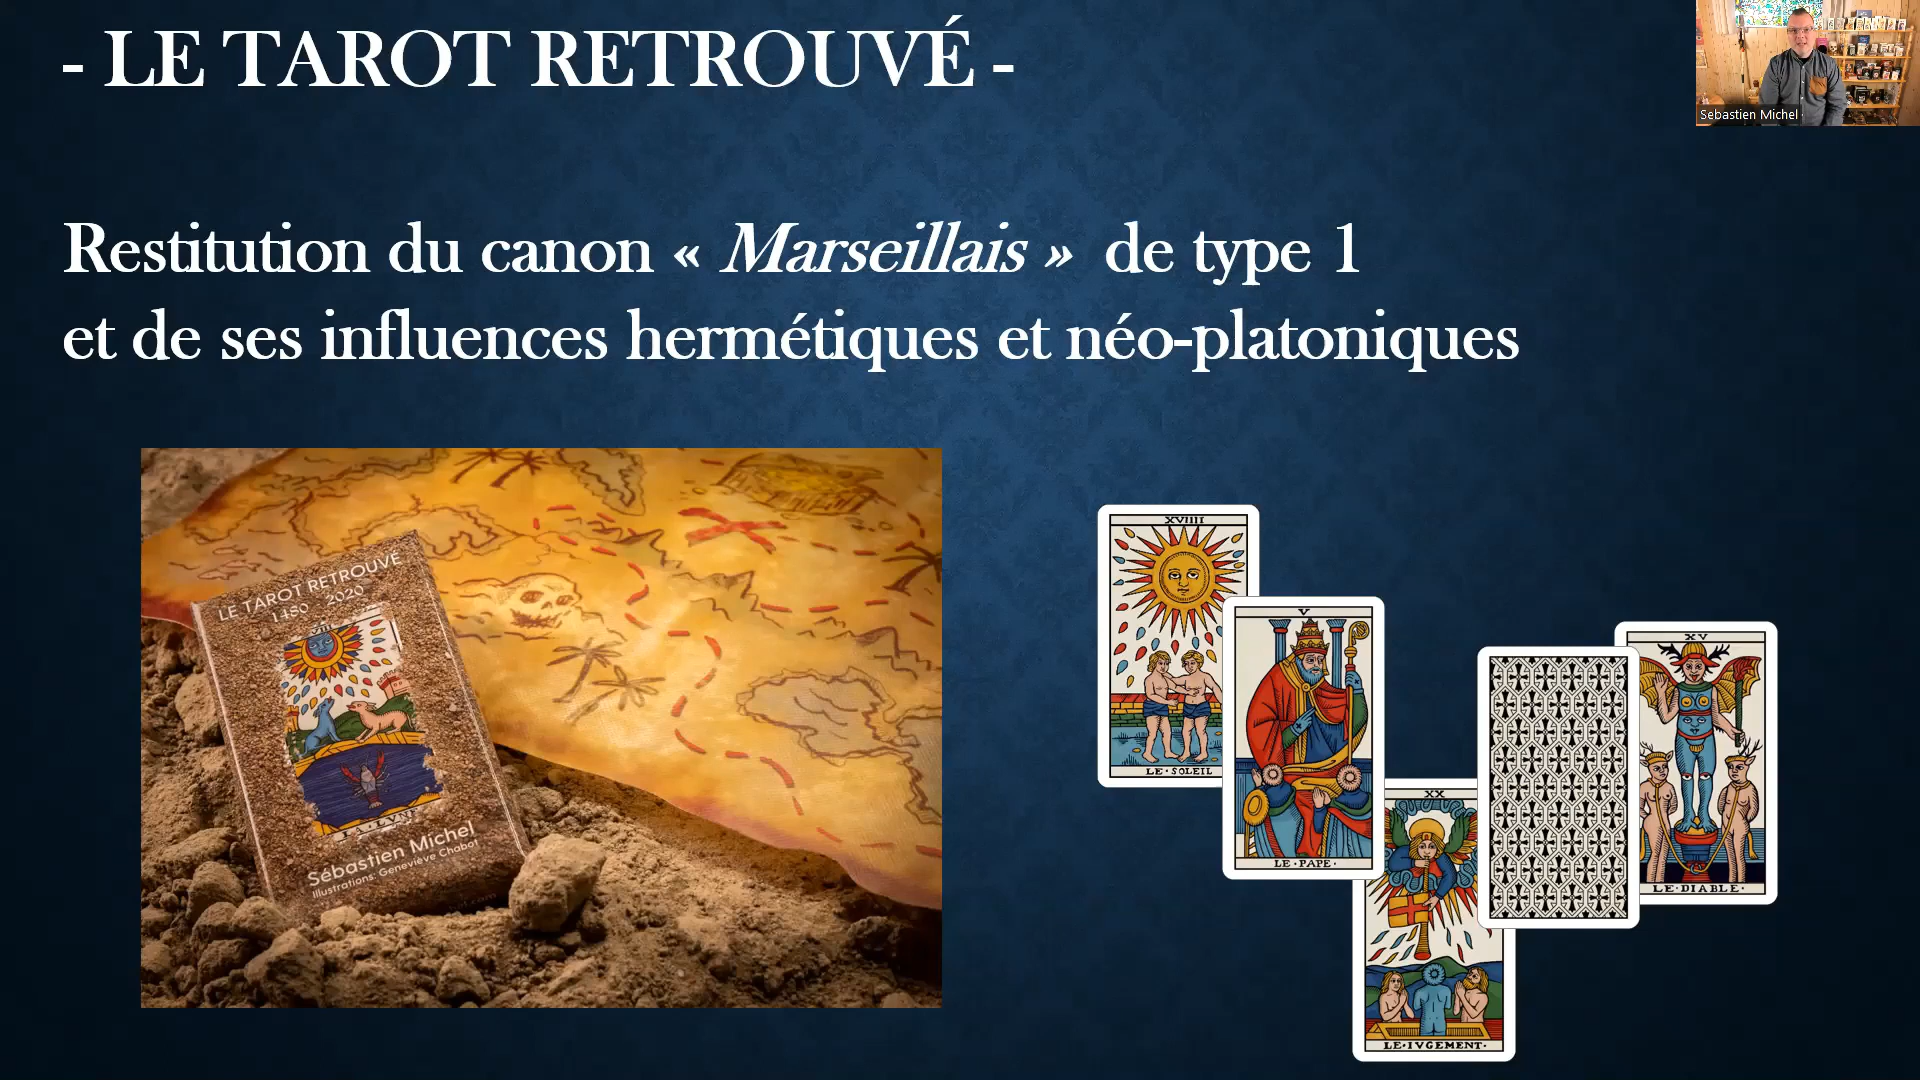 - LE TAROT RETROUVÉ -
Sebastien Michel
Restitution du canon « Marseillais » de type 1
et de ses influences hermétiques et néo-platoniques
LE TAROT RETROUVÉ
1450 2020
VIII
LA·LVNE
Sébastien Michel
Illustrations: Geneviève Chabot
XVIIII
LE·SOLEIL
V
LE·PAPE·
XX
LE·IVGEMENT·
XV
LE·DIABLE·